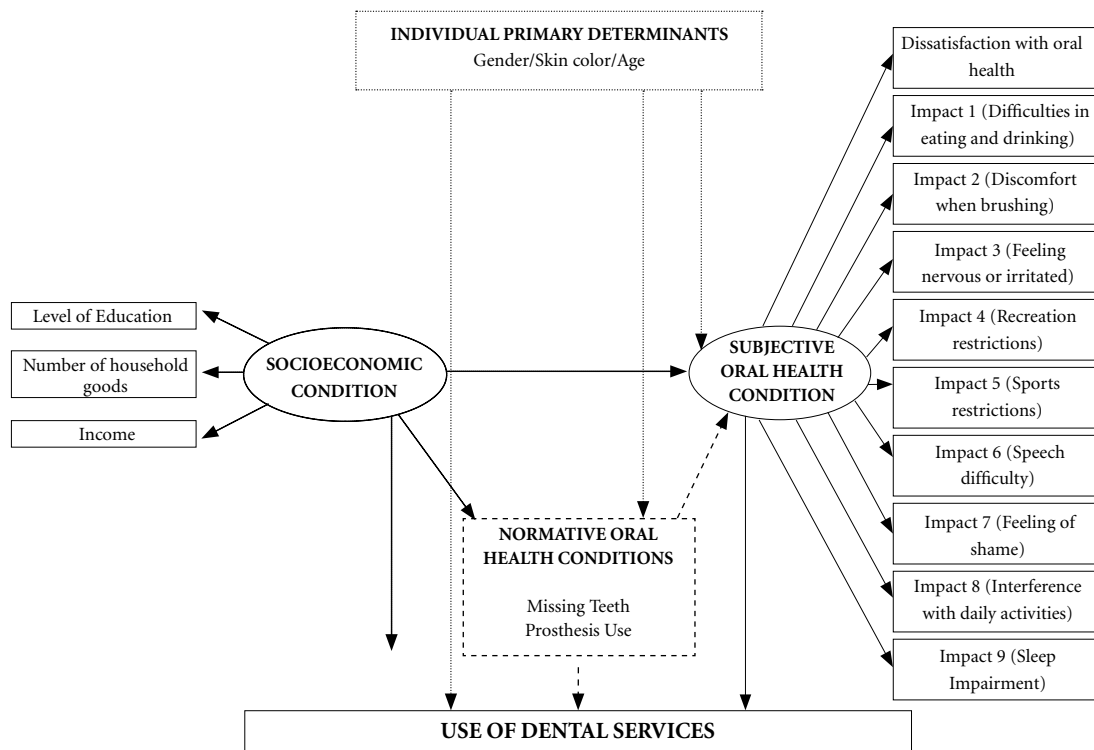 INDIVIDUAL PRIMARY DETERMINANTS
Gender/Skin color/Age
Dissatisfaction with oral
health
Impact 1 (Difficulties in
eating and drinking)
Impact 2 (Discomfort
when brushing)
Impact 3 (Feeling
nervous or irritated)
Impact 4 (Recreation
restrictions)
Impact 5 (Sports
restrictions)
Impact 6 (Speech
difficulty)
Impact 7 (Feeling of
shame)
Impact 8 (Interference
with daily activities)
Impact 9 (Sleep
Impairment)
Level of Education
Number of household
goods
Income
SOCIOECONOMIC
CONDITION
SUBJECTIVE
ORAL HEALTH
CONDITION
NORMATIVE ORAL
HEALTH CONDITIONS
Missing Teeth
Prosthesis Use
USE OF DENTAL SERVICES